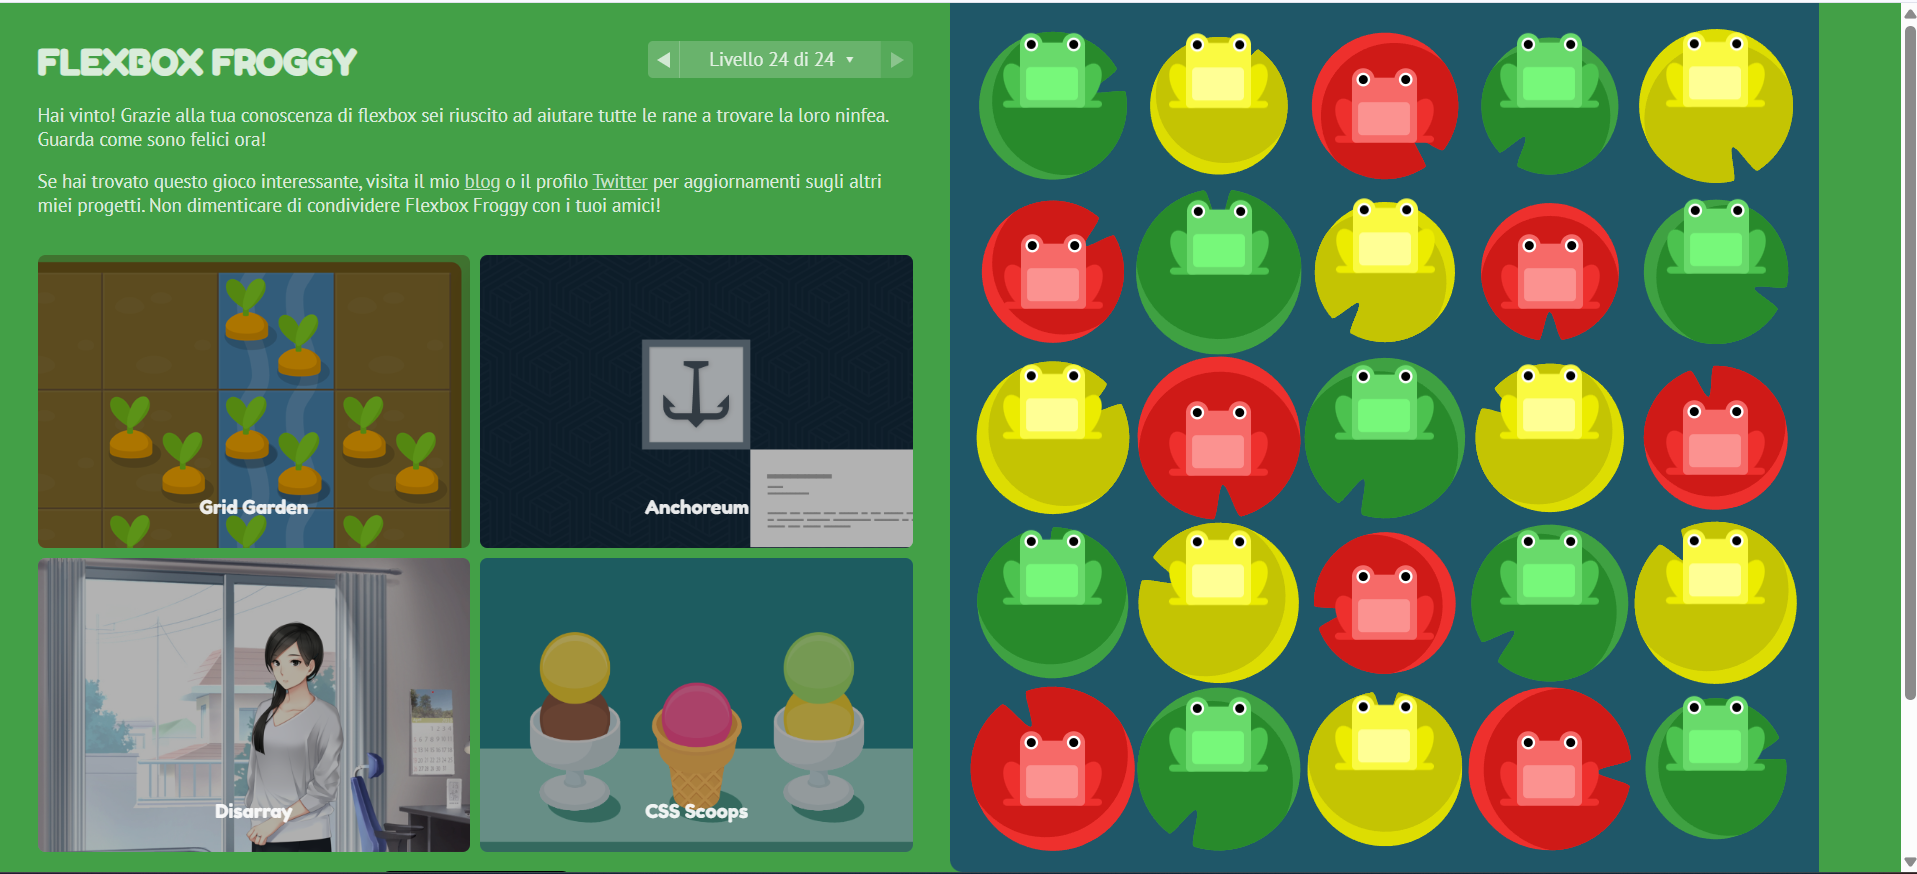 FLEXBOX FROGGY
Livello 24 di 24
Hai vinto! Grazie alla tua conoscenza di flexbox sei riuscito ad aiutare tutte le rane a trovare la loro ninfea.
Guarda come sono felici ora!
Se hai trovato questo gioco interessante, visita il mio blog o il profilo Twitter per aggiornamenti sugli altri
miei progetti. Non dimenticare di condividere Flexbox Froggy con i tuoi amici!
Grid Garden
Anchoreum
Disarray
CSS Scoops